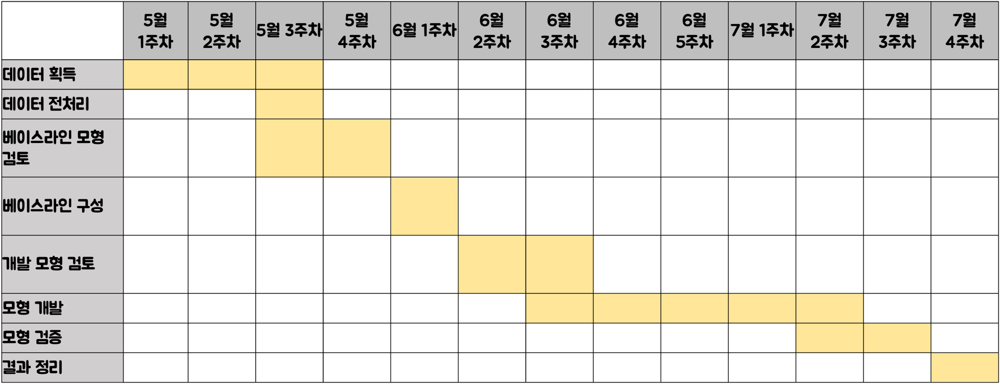 5월
1주차
5월
2주차
5월 3주차
5월
4주차
6월 1주차
6월
2주차
6월
3주차
6월
4주차
6월
5주차
7월 1주차
7월
2주차
7월
3주차
7월
4주차
데이터 획득
데이터 전처리
베이스라인 모형
검토
베이스라인 구성
개발 모형 검토
모형 개발
모형 검증
결과 정리